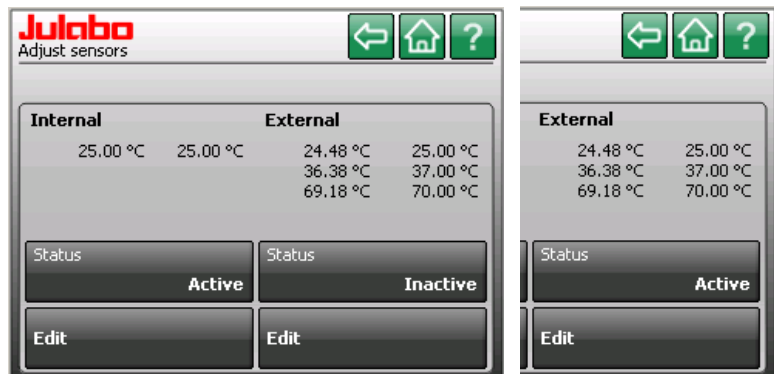 Julabo
Adjust sensors
?
Internal External
25.00 °C 25.00 °C 24.48 °C 25.00 °C
36.38 °C 37.00 °C
69.18 °C 70.00 °C
Status Status
Active Inactive
Edit Edit
?
External
24.48 °C 25.00 °C
36.38 °C 37.00 °C
69.18 °C 70.00 °C
Status
Active
Edit